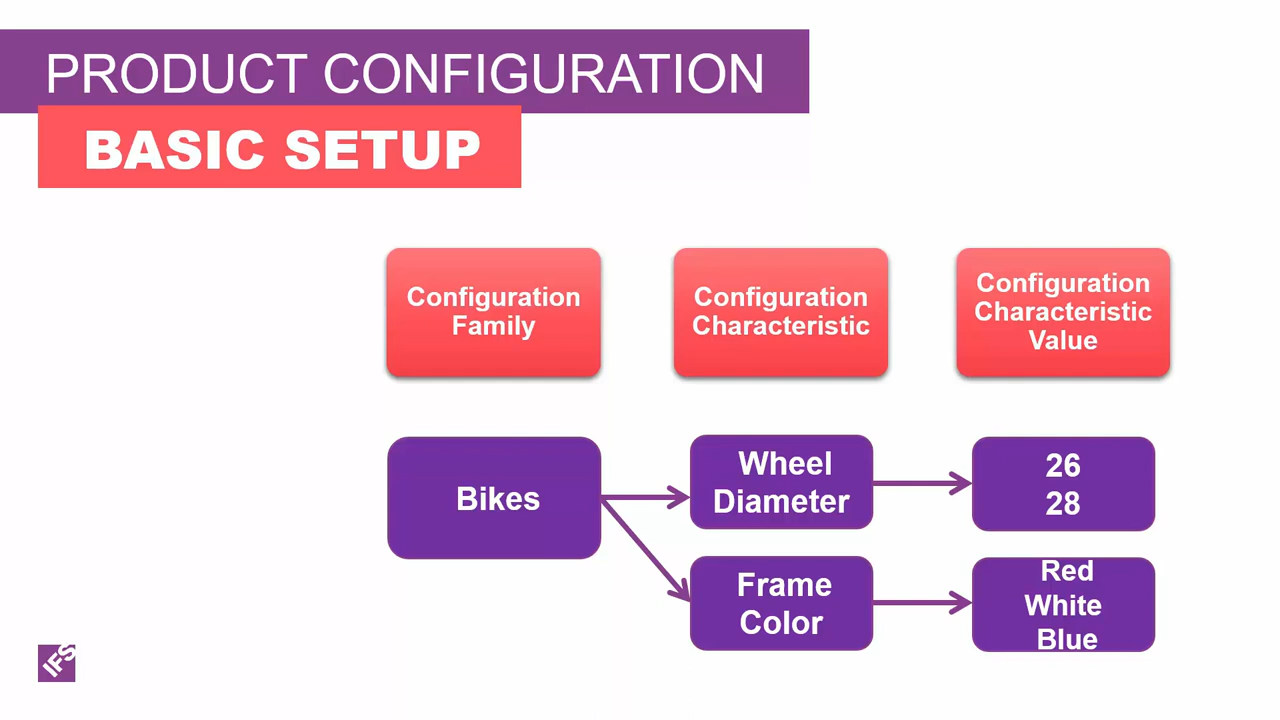 PRODUCT CONFIGURATION
BASIC SETUP
Configuration
Family
Configuration
Characteristic
Configuration
Characteristic
Value
Bikes
Wheel
Diameter
26
28
Frame
Color
Red
White
Blue
IFS